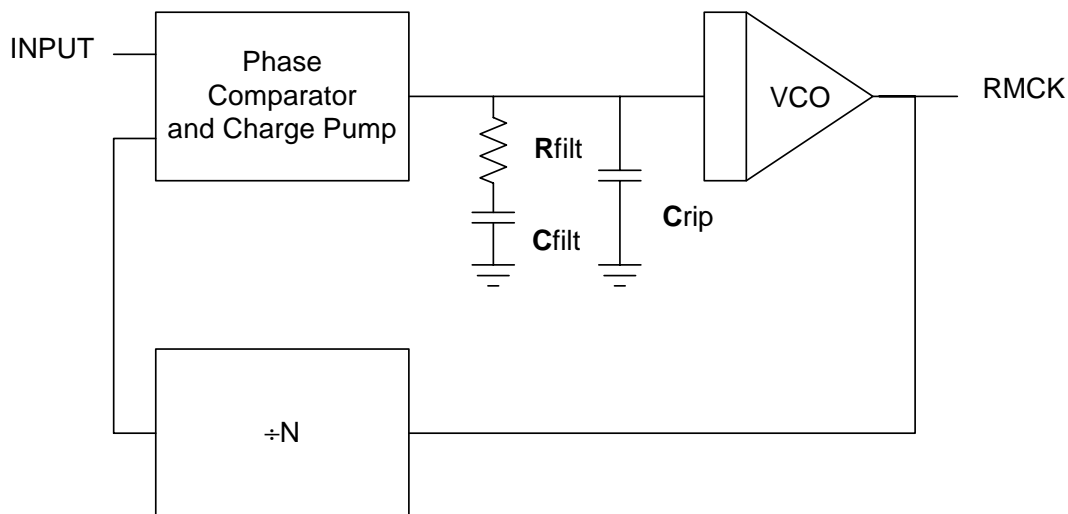 INPUT
Phase
Comparator
and Charge Pump
VCO
RMCK
Rfilt
Cfilt
Crip
÷N